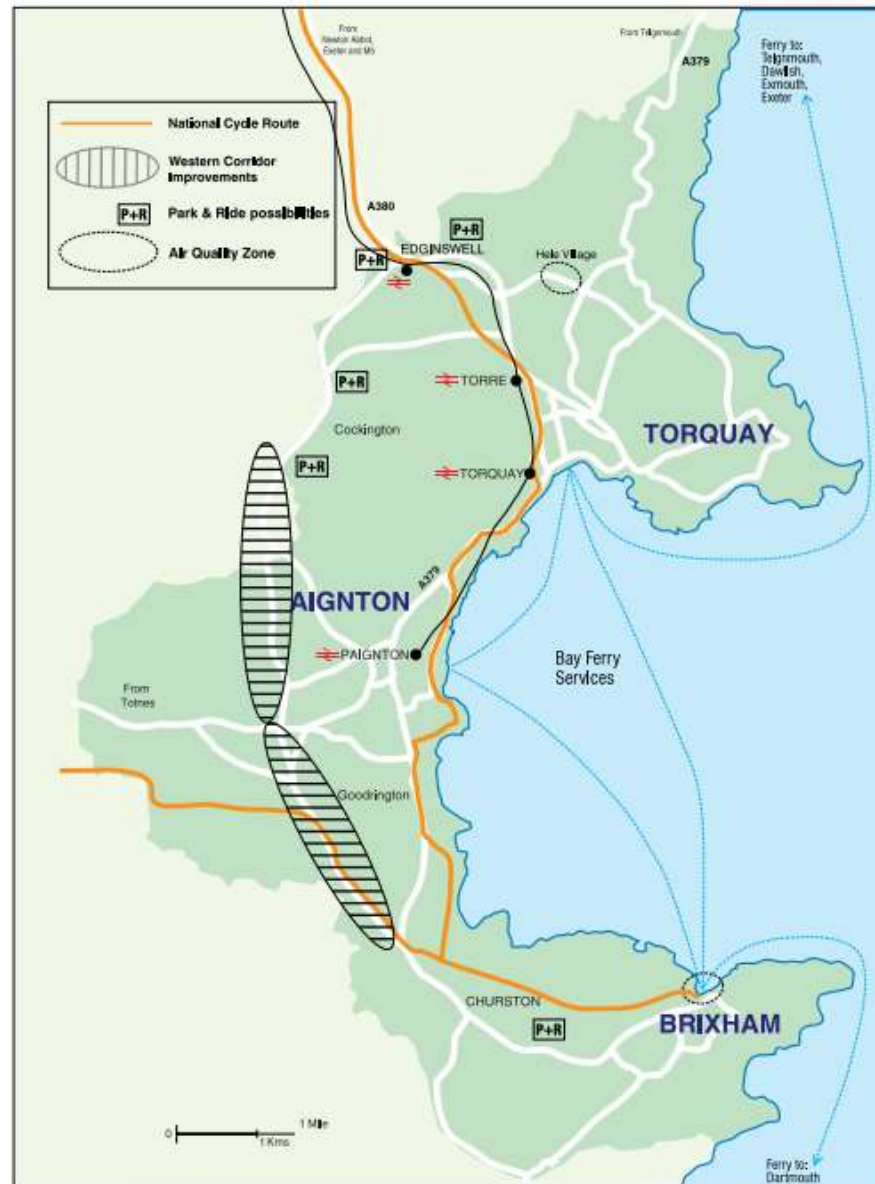 From
Newton Abbot,
Exeter and M5
From Teignmouth
A379
Ferry to:
Teignmouth,
Dawlish,
Exmouth,
Exeter
National Cycle Route
Western Corridor
Improvements
P+R Park & Ride possibilities
Air Quality Zone
A380
P+R
EDGINSWELL
P+R
Hele Village
P+R
TORRE
Cockington
TORQUAY
P+R
TORQUAY
A379
AIGNTON
PAIGNTON
Bay Ferry
Services
From
Totnes
Goodrington
CHURSTON
P+R
BRIXHAM
0
1 Mile
1 Kms
Ferry to:
Dartmouth